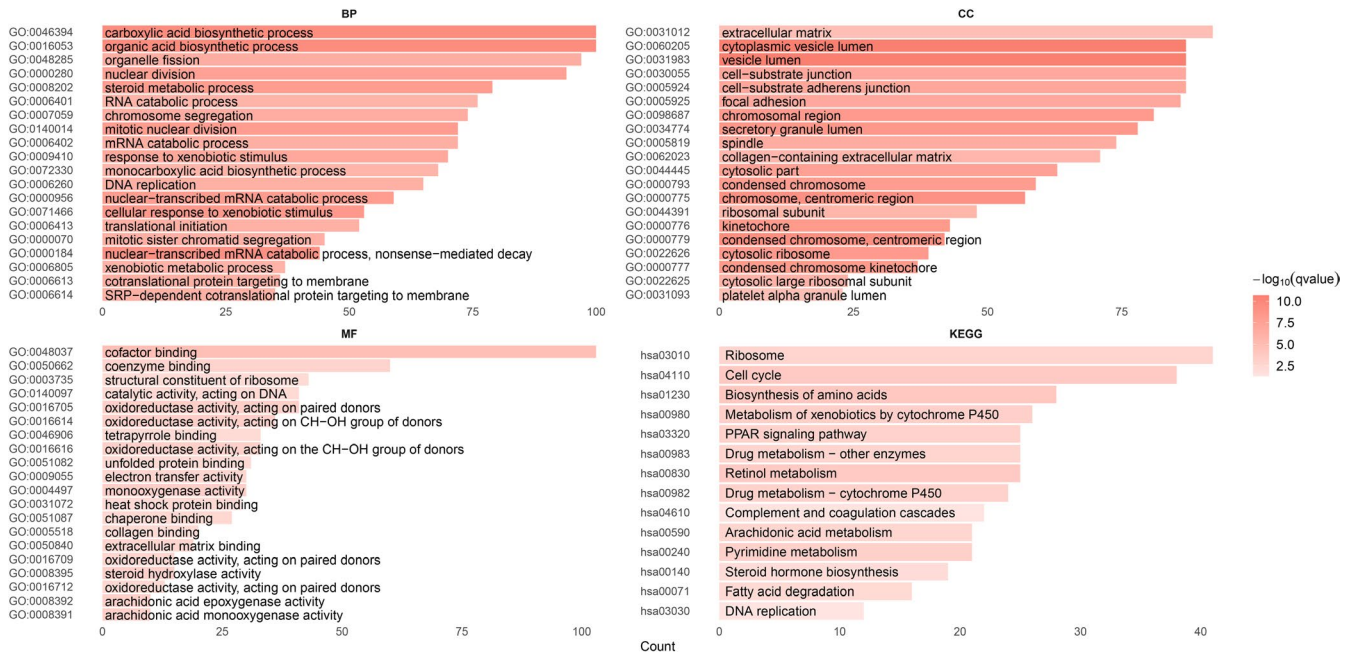 BP
GO:0046394 carboxylic acid biosynthetic process
GO:0016053 organic acid biosynthetic process
GO:0048285 organelle fission
GO:0000280 nuclear division
GO:0008202 steroid metabolic process
GO:0006401 RNA catabolic process
GO:0007059 chromosome segregation
GO:0140014 mitotic nuclear division
GO:0006402 mRNA catabolic process
GO:0009410 response to xenobiotic stimulus
GO:0072330 monocarboxylic acid biosynthetic process
GO:0006260 DNA replication
GO:0000956 nuclear−transcribed mRNA catabolic process
GO:0071466 cellular response to xenobiotic stimulus
GO:0006413 translational initiation
GO:0000070 mitotic sister chromatid segregation
GO:0000184 nuclear−transcribed mRNA catabolic process, nonsense−mediated decay
GO:0006805 xenobiotic metabolic process
GO:0006613 cotranslational protein targeting to membrane
GO:0006614 SRP−dependent cotranslational protein targeting to membrane
0 25 50 75 100
CC
GO:0031012 extracellular matrix
GO:0060205 cytoplasmic vesicle lumen
GO:0031983 vesicle lumen
GO:0030055 cell−substrate junction
GO:0005924 cell−substrate adherens junction
GO:0005925 focal adhesion
GO:0098687 chromosomal region
GO:0034774 secretory granule lumen
GO:0005819 spindle
GO:0062023 collagen−containing extracellular matrix
GO:0044445 cytosolic part
GO:0000793 condensed chromosome
GO:0000775 chromosome, centromeric region
GO:0044391 ribosomal subunit
GO:0000776 kinetochore
GO:0000779 condensed chromosome, centromeric region
GO:0022626 cytosolic ribosome
GO:0000777 condensed chromosome kinetochore
GO:0022625 cytosolic large ribosomal subunit
GO:0031093 platelet alpha granule lumen
0 25 50 75
MF
GO:0048037 cofactor binding
GO:0050662 coenzyme binding
GO:0003735 structural constituent of ribosome
GO:0140097 catalytic activity, acting on DNA
GO:0016705 oxidoreductase activity, acting on paired donors
GO:0016614 oxidoreductase activity, acting on CH−OH group of donors
GO:0046906 tetrapyrrole binding
GO:0016616 oxidoreductase activity, acting on the CH−OH group of donors
GO:0051082 unfolded protein binding
GO:0009055 electron transfer activity
GO:0004497 monooxygenase activity
GO:0031072 heat shock protein binding
GO:0051087 chaperone binding
GO:0005518 collagen binding
GO:0050840 extracellular matrix binding
GO:0016709 oxidoreductase activity, acting on paired donors
GO:0008395 steroid hydroxylase activity
GO:0016712 oxidoreductase activity, acting on paired donors
GO:0008392 arachidonic acid epoxygenase activity
GO:0008391 arachidonic acid monooxygenase activity
0 25 50 75 100
KEGG
hsa03010 Ribosome
hsa04110 Cell cycle
hsa01230 Biosynthesis of amino acids
hsa00980 Metabolism of xenobiotics by cytochrome P450
hsa03320 PPAR signaling pathway
hsa00983 Drug metabolism − other enzymes
hsa00830 Retinol metabolism
hsa00982 Drug metabolism − cytochrome P450
hsa04610 Complement and coagulation cascades
hsa00590 Arachidonic acid metabolism
hsa00240 Pyrimidine metabolism
hsa00140 Steroid hormone biosynthesis
hsa00071 Fatty acid degradation
hsa03030 DNA replication
0 10 20 30 40
Count
−log10(qvalue)
10.0
7.5
5.0
2.5